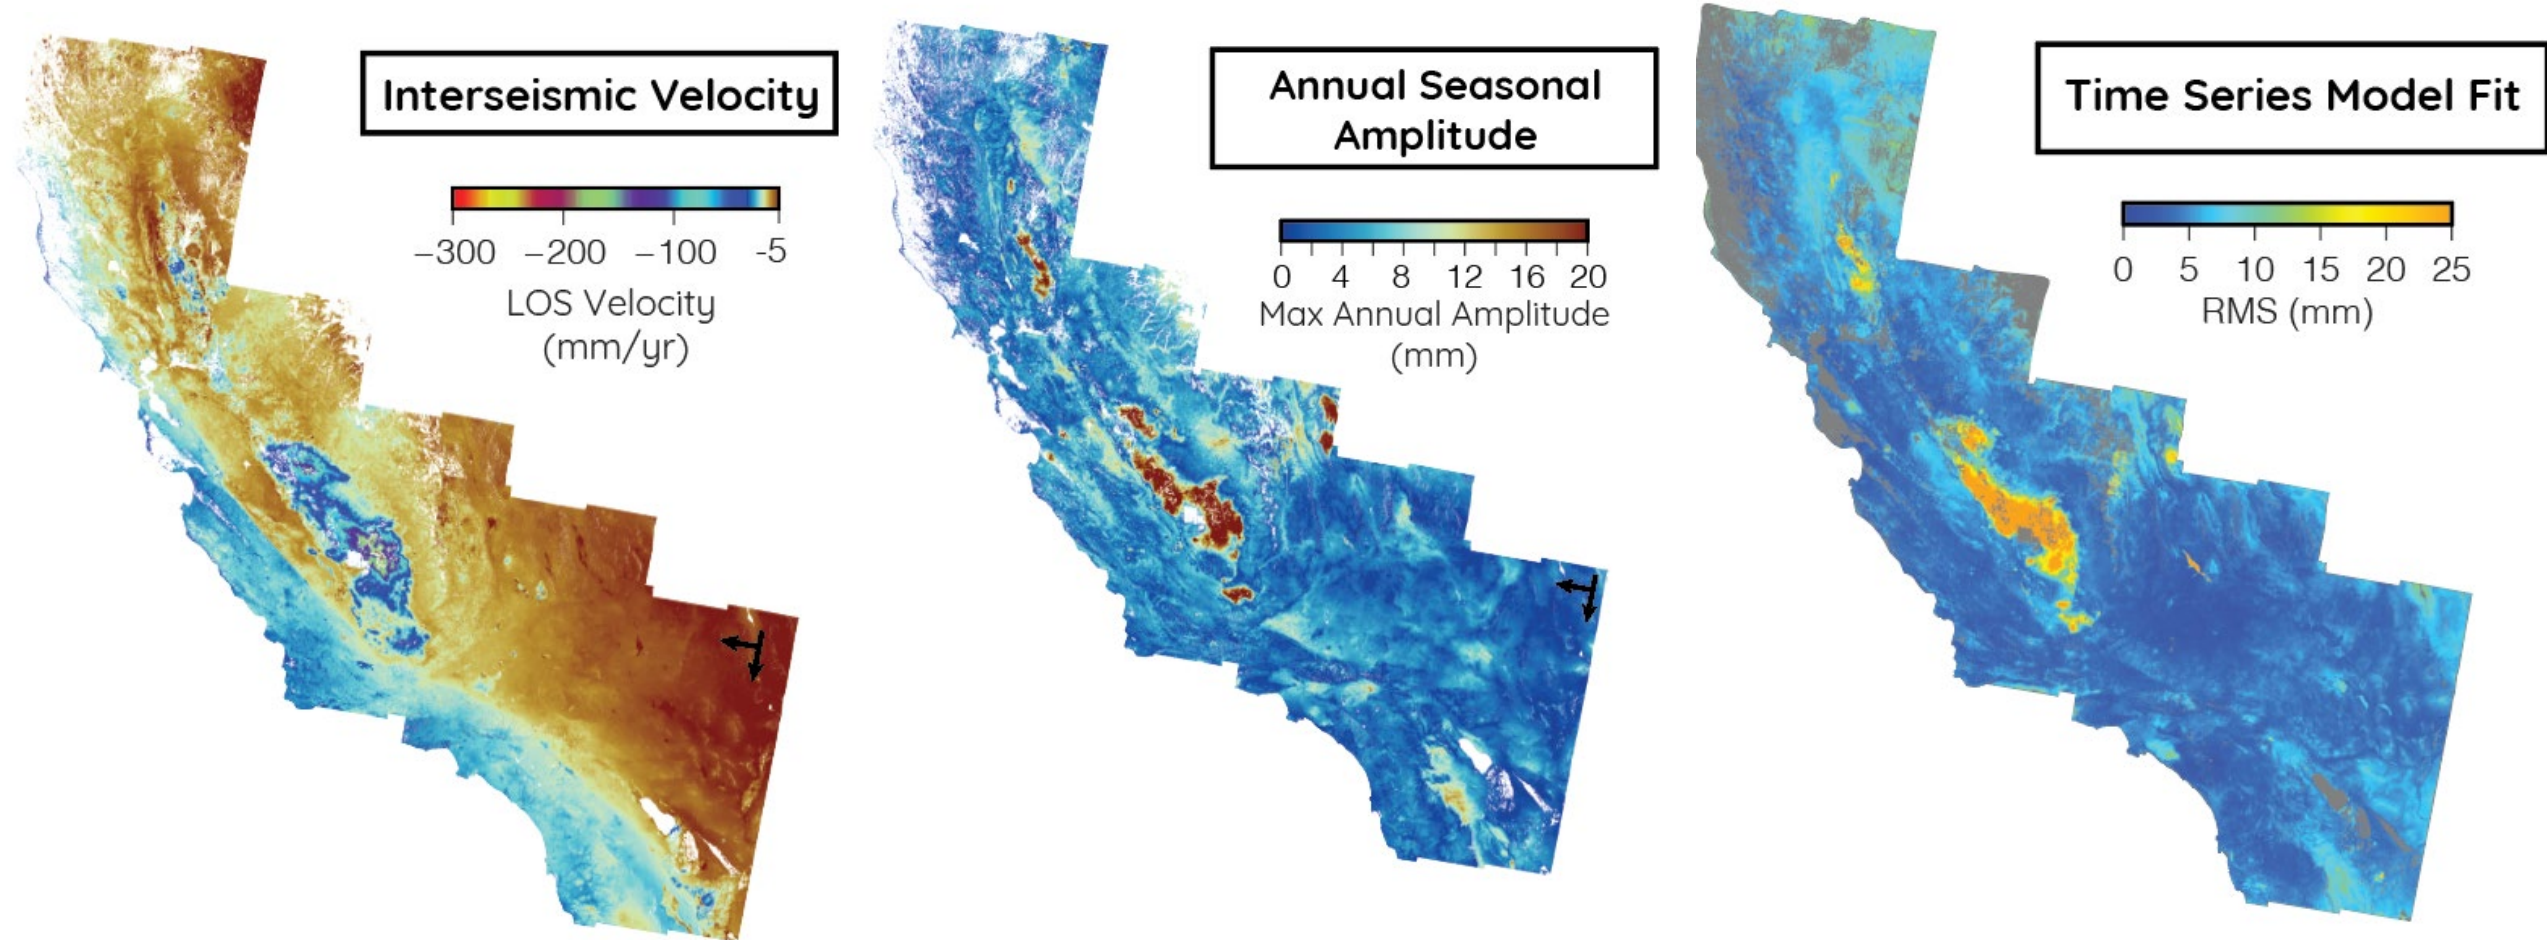 Interseismic Velocity
−300 −200 −100 -5
LOS Velocity
(mm/yr)
Annual Seasonal
Amplitude
0 4 8 12 16 20
Max Annual Amplitude
(mm)
Time Series Model Fit
0 5 10 15 20 25
RMS (mm)